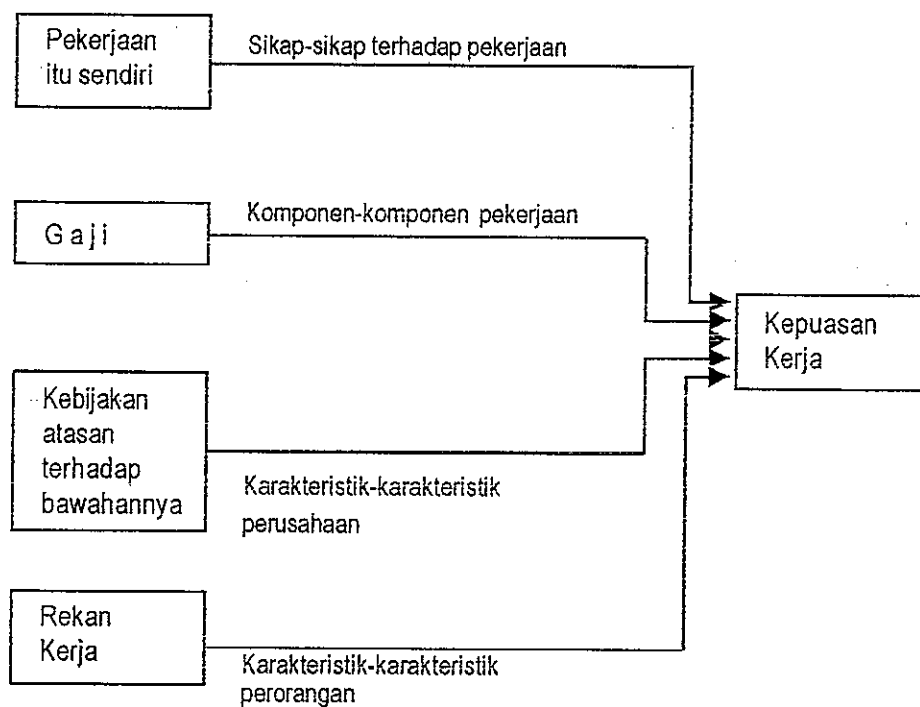 Pekerjaan
itu sendiri
Sikap-sikap terhadap pekerjaan
Gaji
Komponen-komponen pekerjaan
Kepuasan
Kerja
Kebijakan
atasan
terhadap
bawahannya
Karakteristik-karakteristik
perusahaan
Rekan
Kerja
Karakteristik-karakteristik
perorangan